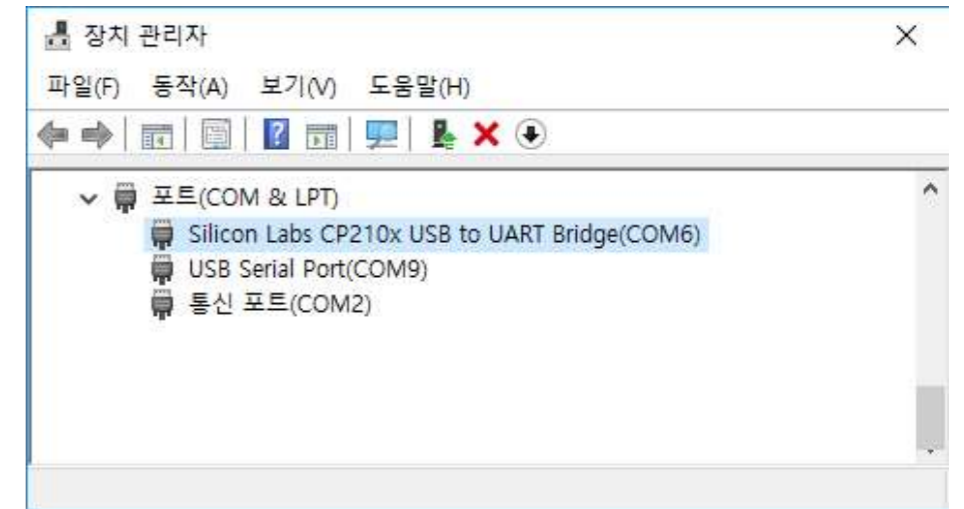 장치 관리자
파일(F) 동작(A) 보기(V) 도움말(H)
포트(COM & LPT)
Silicon Labs CP210x USB to UART Bridge(COM6)
USB Serial Port(COM9)
통신 포트(COM2)